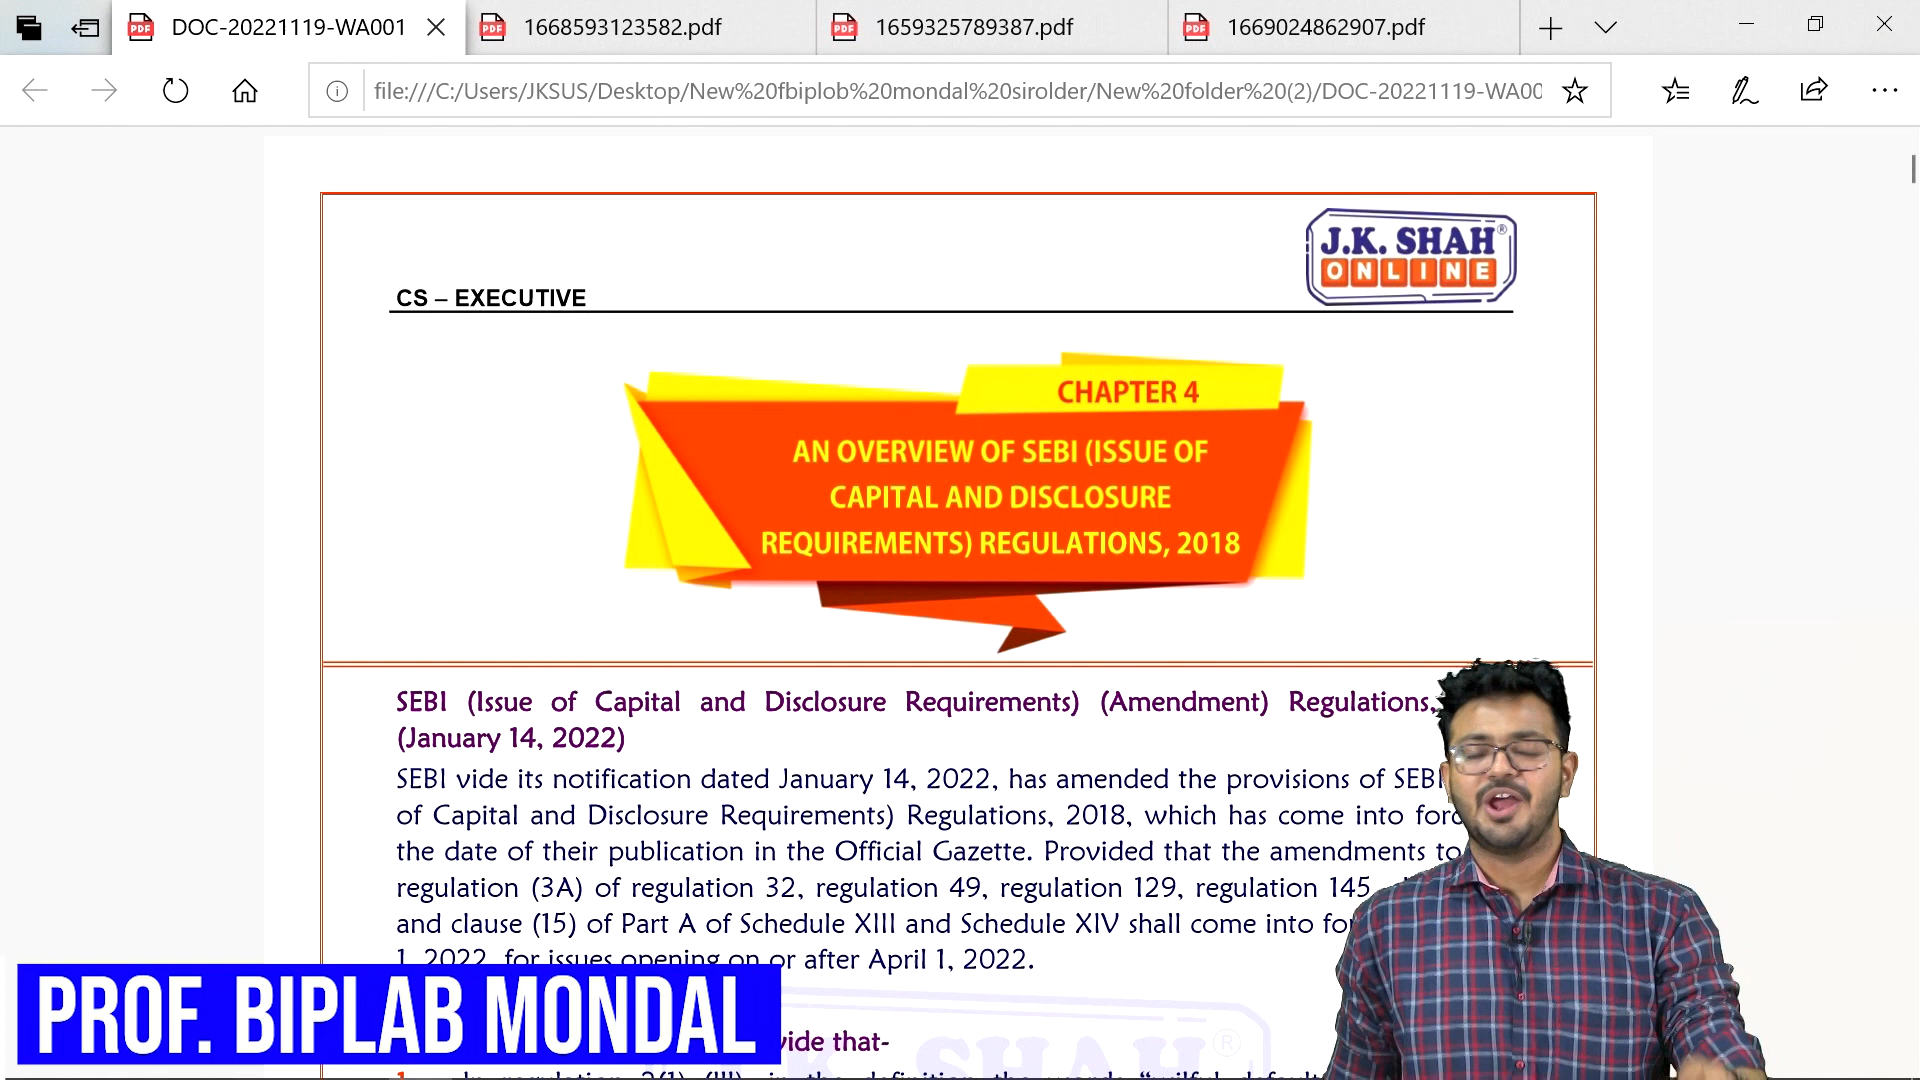 DOC-20221119-WA001
1668593123582.pdf
1659325789387.pdf
1669024862907.pdf
file:///C:/Users/JKSUS/Desktop/New%20fbiplob%20mondal%20sirolder/New%20folder%20(2)/DOC-20221119-WA00
J.K. SHAH®
ONLINE
CS – EXECUTIVE
CHAPTER 4
AN OVERVIEW OF SEBI (ISSUE OF
CAPITAL AND DISCLOSURE
REQUIREMENTS) REGULATIONS, 2018
SEBI (Issue of Capital and Disclosure Requirements) (Amendment) Regulations,
(January 14, 2022)
SEBI vide its notification dated January 14, 2022, has amended the provisions of SEBI
of Capital and Disclosure Requirements) Regulations, 2018, which has come into
the date of their publication in the Official Gazette. Provided that the amendments to
regulation (3A) of regulation 32, regulation 49, regulation 129, regulation 145
and clause (15) of Part A of Schedule XIII and Schedule XIV shall come into
1, 2022, for issues opening on or after April 1, 2022.
PROF. BIPLAB MONDAL
that-
J.K. SHAH®